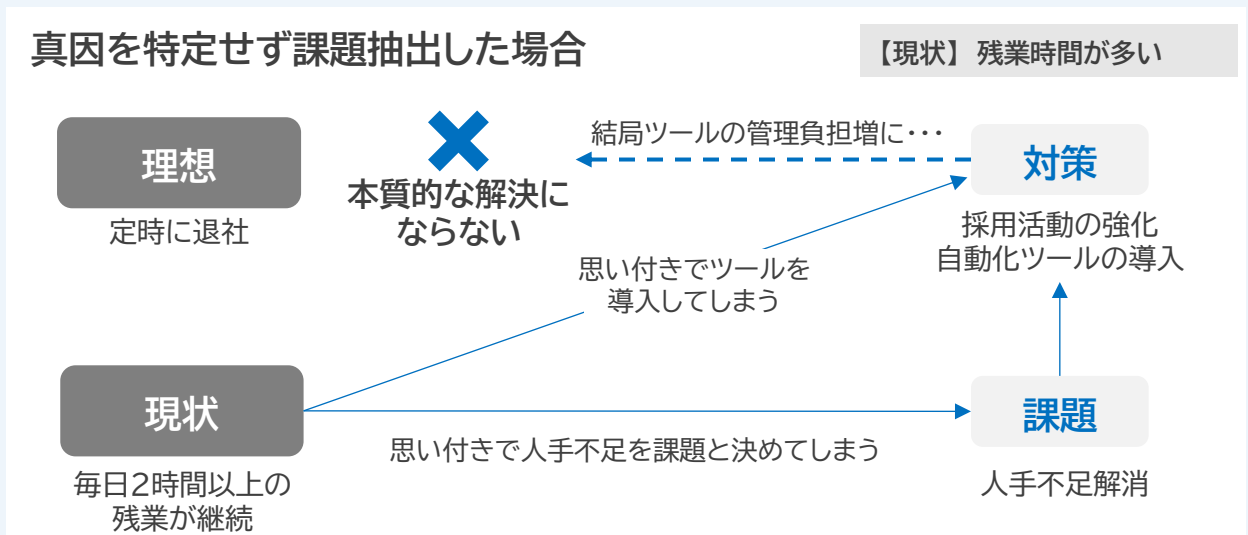 真因を特定せず課題抽出した場合
【現状】 残業時間が多い
理想
定時に退社
本質的な解決に
ならない
結局ツールの管理負担増に・・・
対策
採用活動の強化
自動化ツールの導入
思い付きでツールを
導入してしまう
現状
毎日2時間以上の
残業が継続
思い付きで人手不足を課題と決めてしまう
課題
人手不足解消